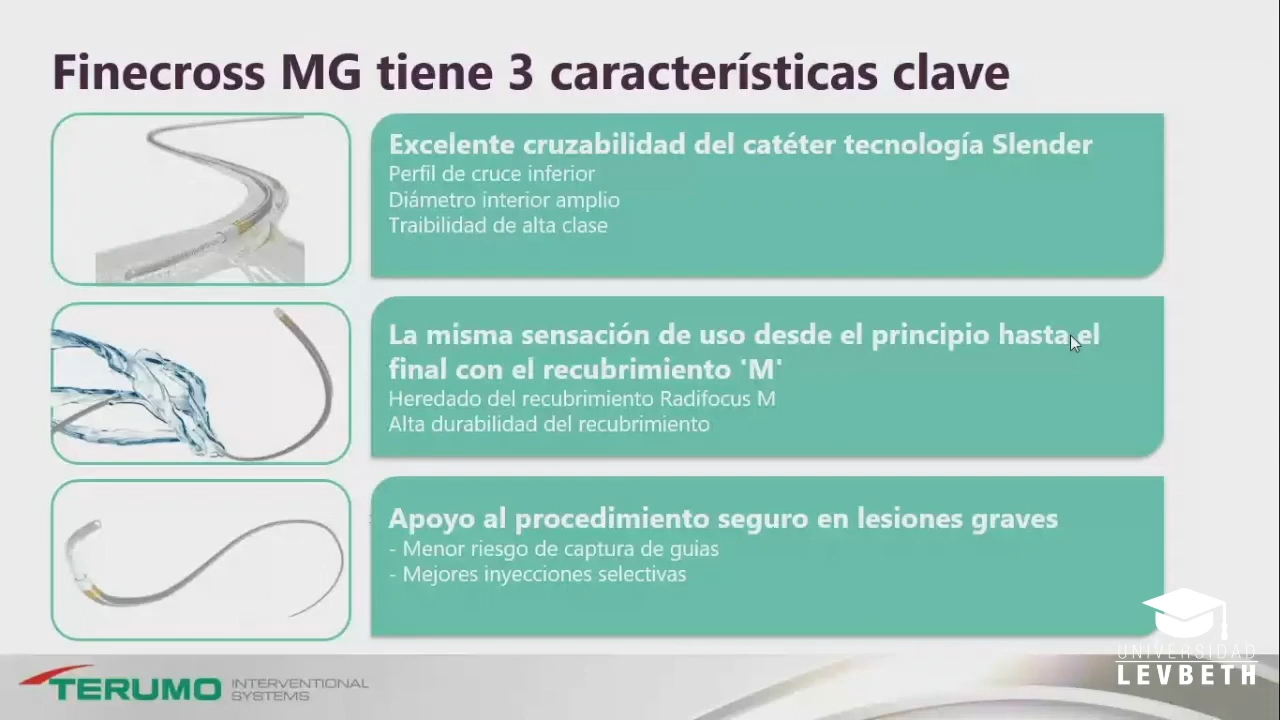 Finecross MG tiene 3 características clave
Excelente cruzabilidad del catéter tecnología Slender
Perfil de cruce inferior
Diámetro interior amplio
Traibilidad de alta clase
La misma sensación de uso desde el principio hasta el
final con el recubrimiento 'M'
Heredado del recubrimiento Radifocus M
Alta durabilidad del recubrimiento
Apoyo al procedimiento seguro en lesiones graves
- Menor riesgo de captura de guias
- Mejores inyecciones selectivas
TERUMO INTERVENTIONAL
SYSTEMS
UNIVERSIDAD
LEVBETH